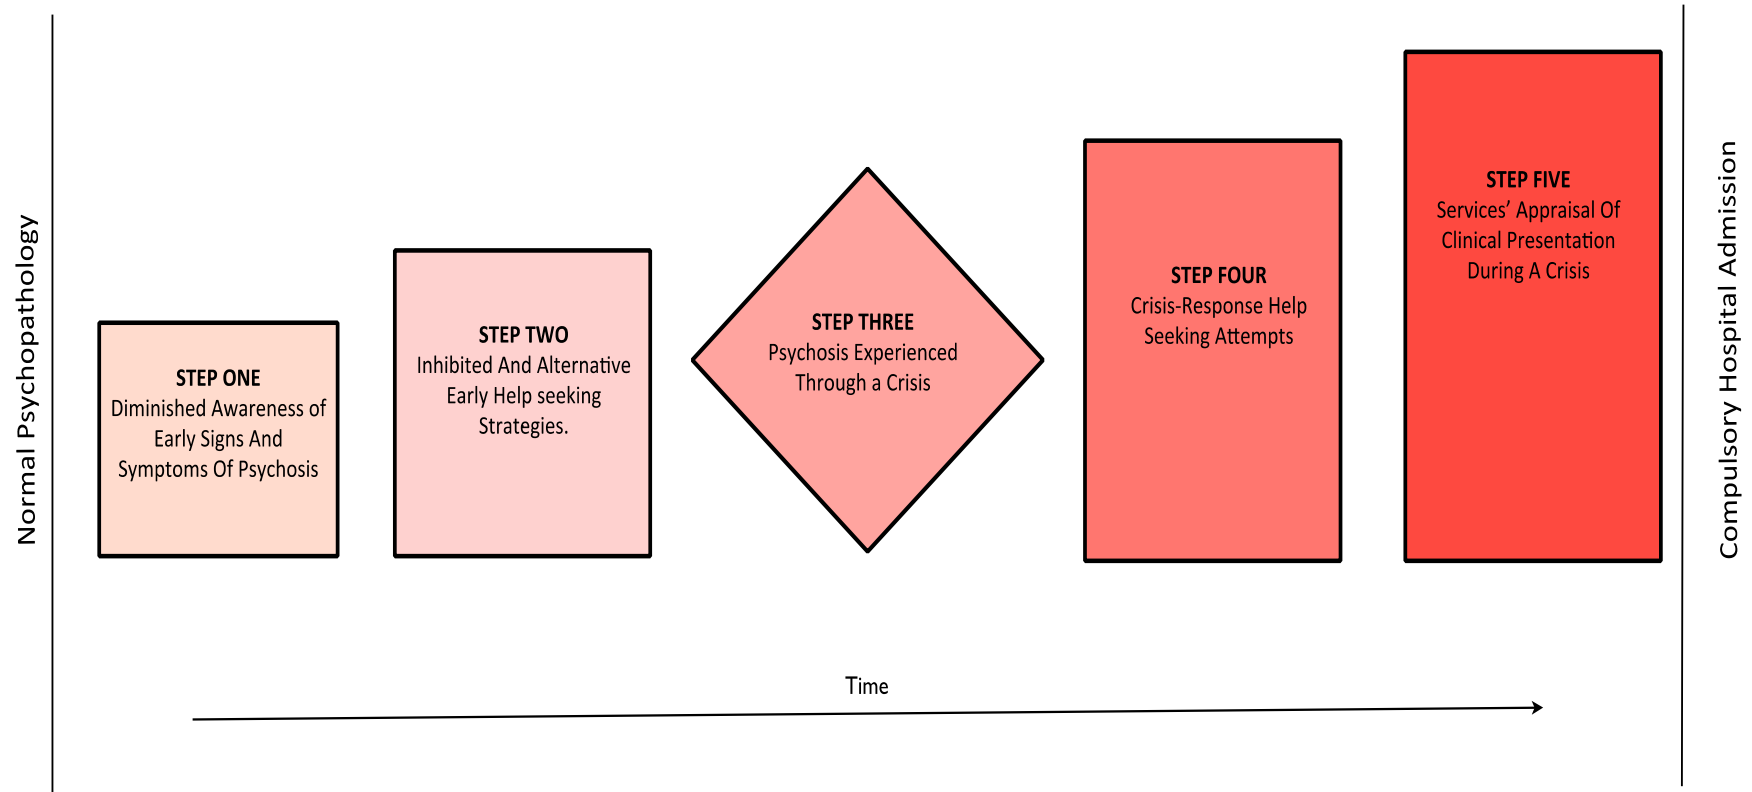 Normal Psychopathology
STEP ONE
Diminished Awareness of
Early Signs And
Symptoms Of Psychosis
STEP TWO
Inhibited And Alternative
Early Help seeking
Strategies.
STEP THREE
Psychosis Experienced
Through a Crisis
STEP FOUR
Crisis-Response Help
Seeking Attempts
STEP FIVE
Services’ Appraisal Of
Clinical Presentation
During A Crisis
Compulsory Hospital Admission
Time